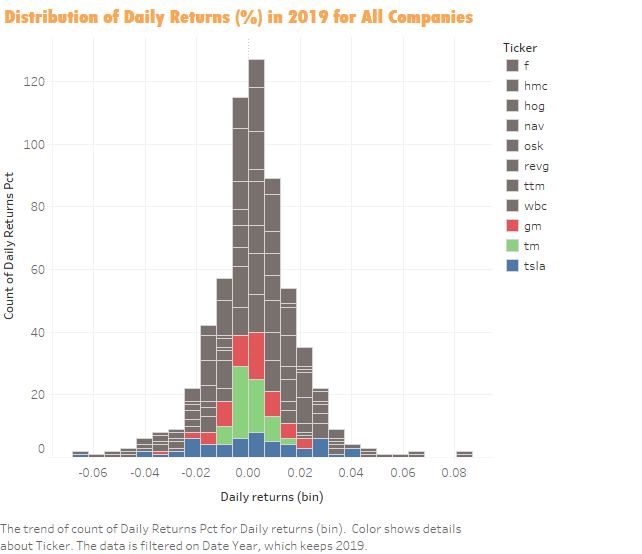 Distribution of Daily Returns (%) in 2019 for All Companies
Ticker
f
hmc
hog
nav
osk
revg
ttm
wbc
gm
tm
tsla
Count of Daily Returns Pct
120
100
80
60
40
20
0
-0.06 -0.04 -0.02 0.00 0.02 0.04 0.06 0.08
Daily returns (bin)
The trend of count of Daily Returns Pct for Daily returns (bin). Color shows details
about Ticker. The data is filtered on Date Year, which keeps 2019.